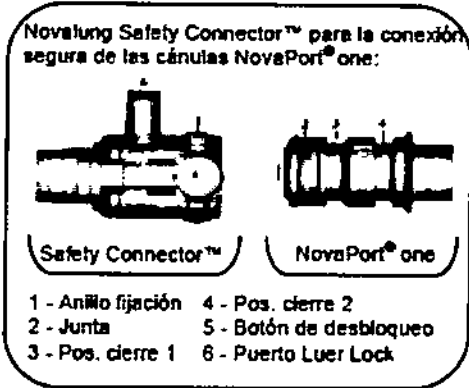 Novalung Safety Connector™ para la conexión
segura de las cánulas NovaPort® one:
Safety Connector™
NovaPort® one
1 - Anillo fijación
2 - Junta
3 - Pos. cierre 1
4 - Pos. cierre 2
5 - Botón de desbloqueo
6 - Puerto Luer Lock